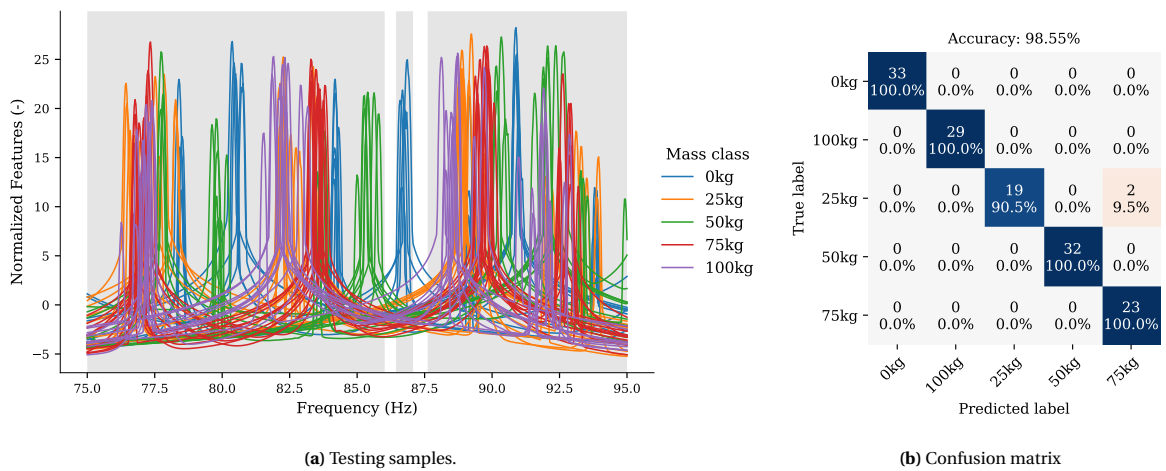 Normalized Features (-)
25
20
15
10
5
0
−5
75.0 77.5 80.0 82.5 85.0 87.5 90.0 92.5 95.0
Frequency (Hz)
Mass class
0kg
25kg
50kg
75kg
100kg
(a) Testing samples.
Accuracy: 98.55%
True label
0kg
33 0 0 0 0
100.0% 0.0% 0.0% 0.0% 0.0%
100kg
0 29 0 0 0
0.0% 100.0% 0.0% 0.0% 0.0%
25kg
0 0 19 0 2
0.0% 0.0% 90.5% 0.0% 9.5%
50kg
0 0 0 32 0
0.0% 0.0% 0.0% 100.0% 0.0%
75kg
0 0 0 0 23
0.0% 0.0% 0.0% 0.0% 100.0%
0kg 100kg 25kg 50kg 75kg
Predicted label
(b) Confusion matrix